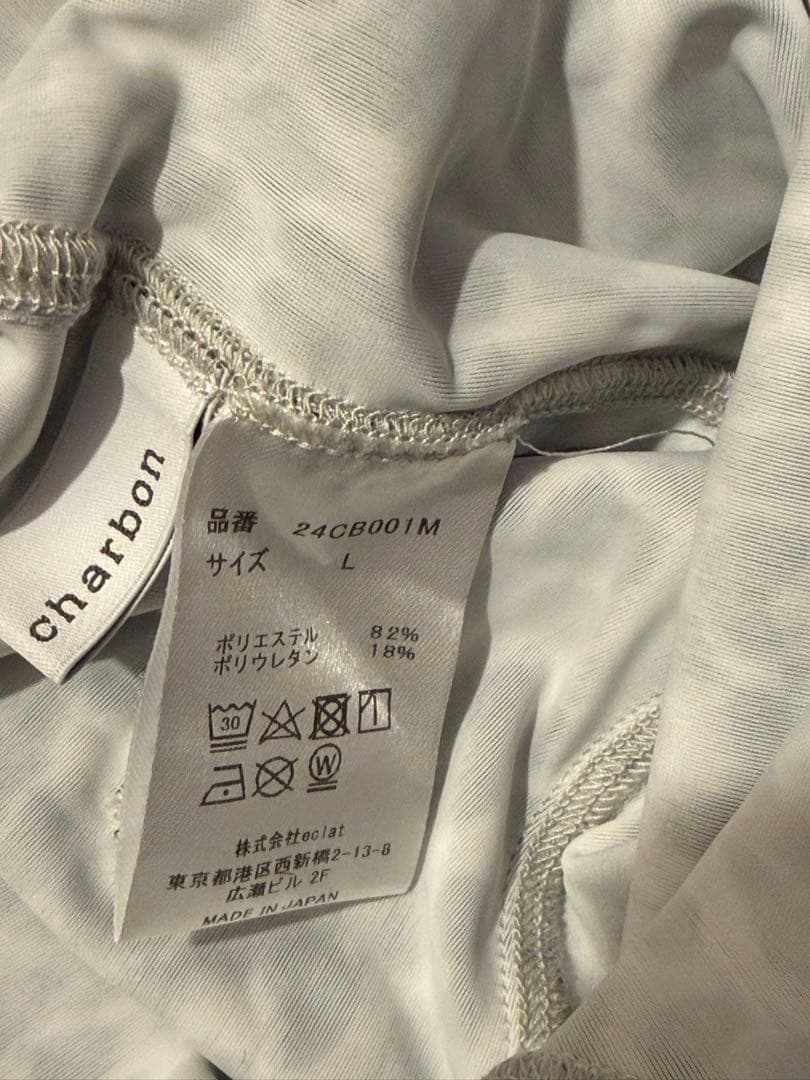 charbon
品番 24CB001M
サイズ L
ポリエステル 82%
ポリウレタン 18%
30
W
株式会社eclat
東京都港区西新橋2-13-8
広瀬ビル 2F
MADE IN JAPAN